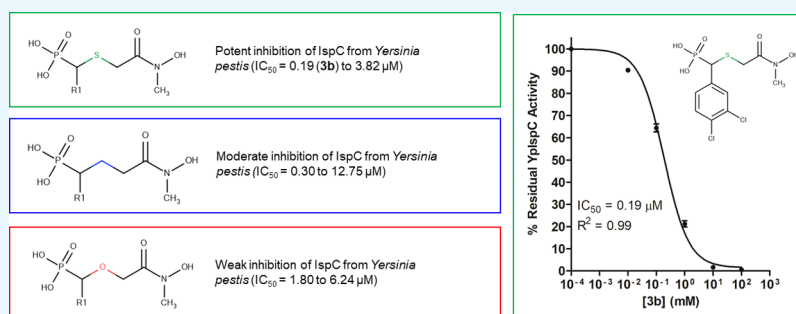 HO
O
P
HO
S
R1
O
N
OH
CH3
Potent inhibition of IspC from Yersinia
pestis (IC50 = 0.19 (3b) to 3.82 µM)
HO
O
P
HO
R1
O
N
OH
CH3
Moderate inhibition of IspC from Yersinia
pestis (IC50 = 0.30 to 12.75 µM)
HO
O
P
HO
O
R1
O
N
OH
CH3
Weak inhibition of IspC from Yersinia
pestis (IC50 = 1.80 to 6.24 µM)
% Residual YpIspC Activity
100
90
80
70
60
50
40
30
20
10
0
HO
O
P
HO
S
O
N
OH
CH3
Cl
Cl
IC50 = 0.19 µM
R2 = 0.99
10-4 10-3 10-2 10-1 100 101 102 103
[3b] (mM)